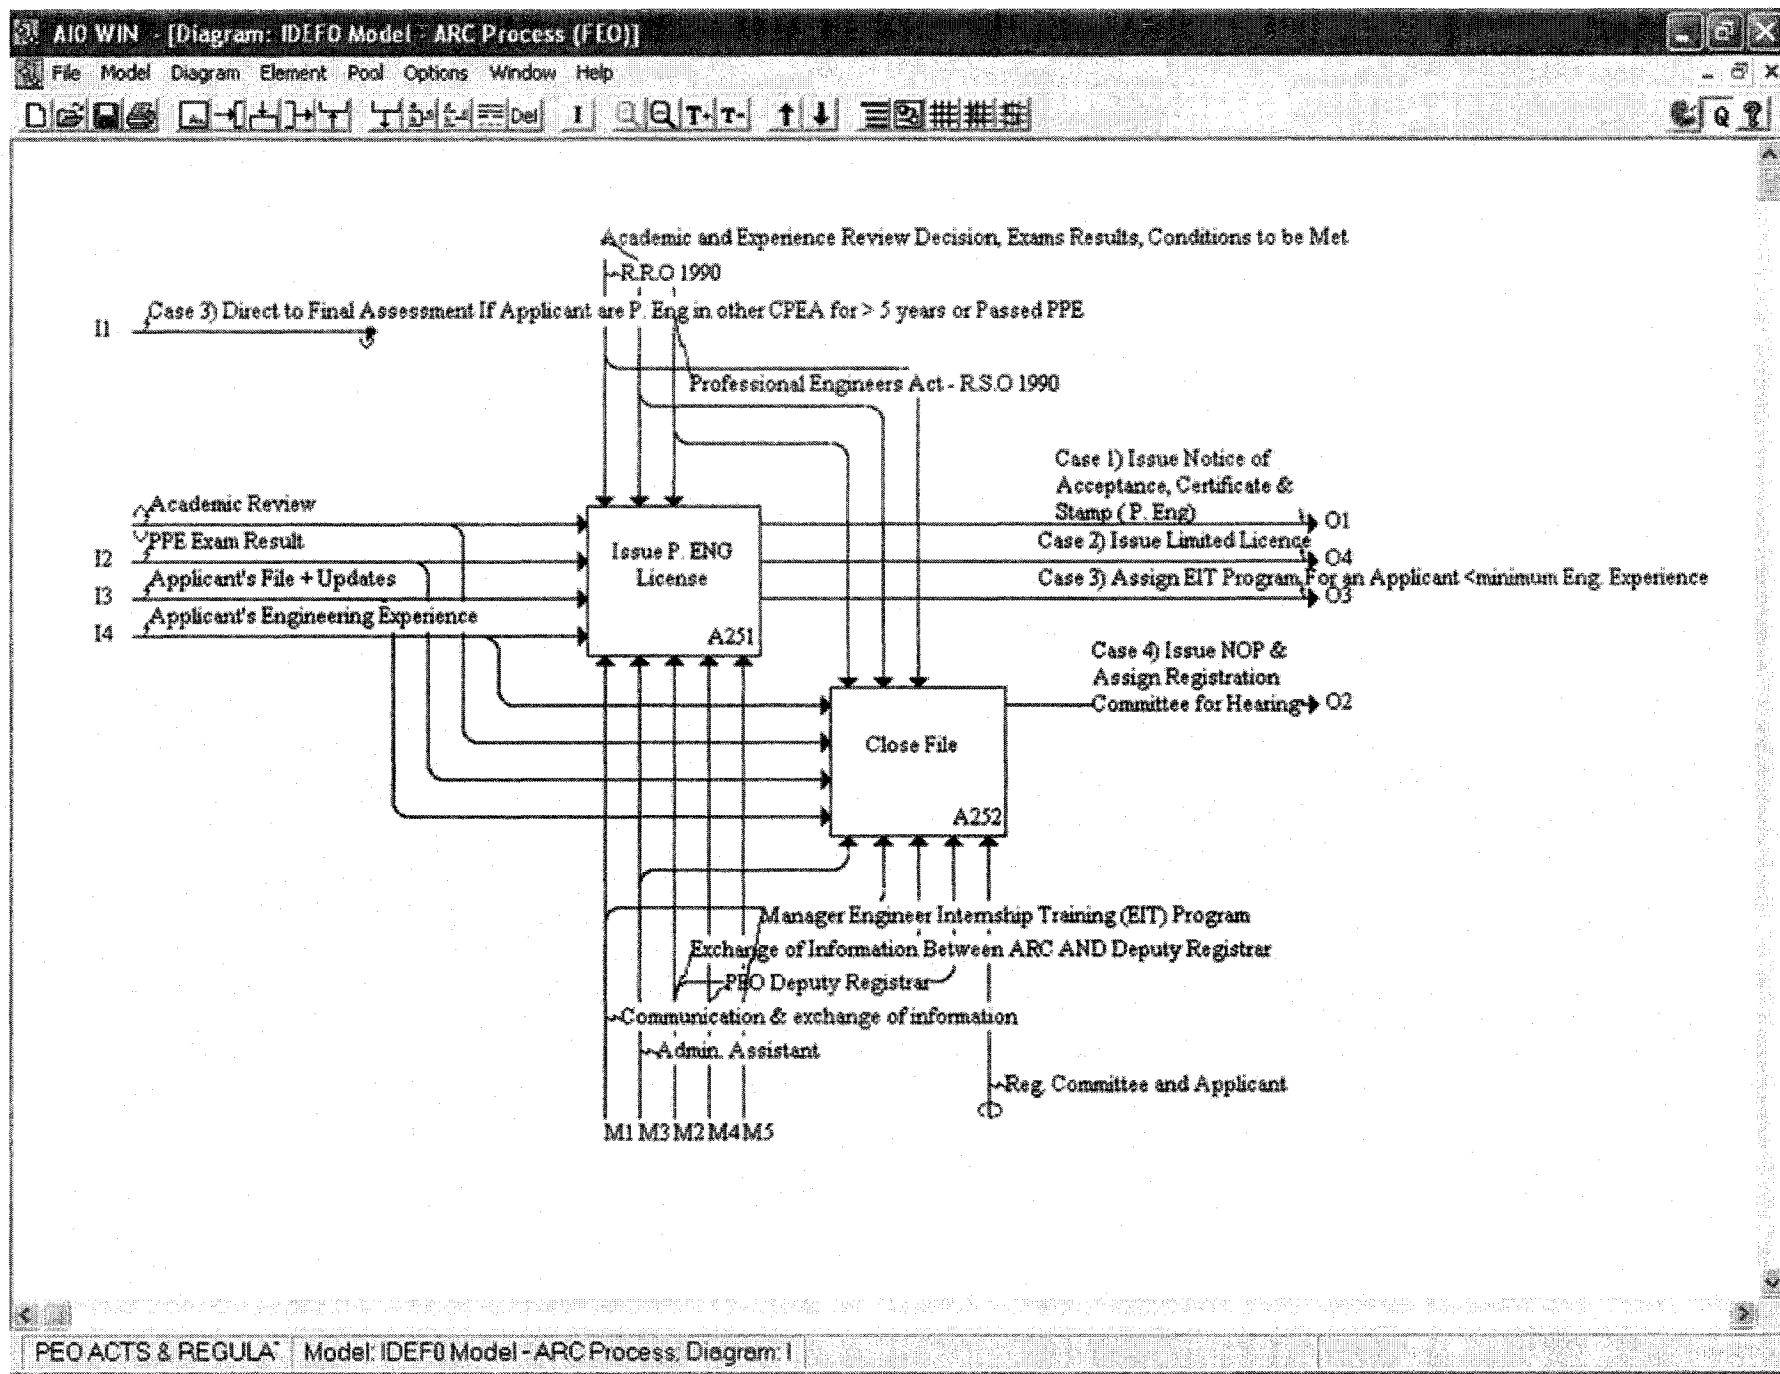 AI0 WIN - [Diagram: IDEF0 Model - ARC Process (FEO)]
File Model Diagram Element Pool Options Window Help
Del I T+ T- Q ?
Academic and Experience Review Decision, Exams Results, Conditions to be Met
R.R.O 1990
Case 3) Direct to Final Assessment If Applicant are P. Eng in other CPEA for > 5 years or Passed PPE
I1
Professional Engineers Act - R.S.O 1990
Case 1) Issue Notice of
Acceptance, Certificate &
Stamp ( P. Eng)
O1
Academic Review
PPE Exam Result
I2
Case 2) Issue Limited Licence
O4
Applicant's File + Updates
I3
Case 3) Assign EIT Program For an Applicant <minimum Eng. Experience
O3
Applicant's Engineering Experience
I4
Issue P. ENG
License
A251
Case 4) Issue NOP &
Assign Registration
Committee for Hearing
O2
Close File
A252
Manager Engineer Internship Training (EIT) Program
Exchange of Information Between ARC AND Deputy Registrar
PEO Deputy Registrar
Communication & exchange of information
Admin. Assistant
Reg. Committee and Applicant
M1 M3 M2 M4 M5
PEO ACTS & REGULA Model: IDEF0 Model - ARC Process; Diagram: I